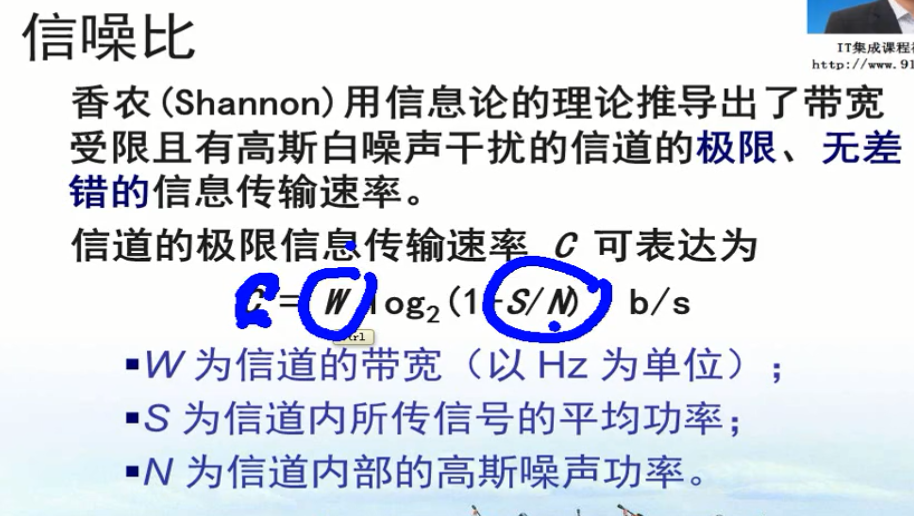 信噪比
IT集成课程
http://www.91
香农(Shannon)用信息论的理论推导出了带宽
受限且有高斯白噪声干扰的信道的极限、无差
错的信息传输速率。
信道的极限信息传输速率 C 可表达为
C = W log₂(1+S/N) b/s
▪W 为信道的带宽（以 Hz 为单位）；
▪S 为信道内所传信号的平均功率；
▪N 为信道内部的高斯噪声功率。